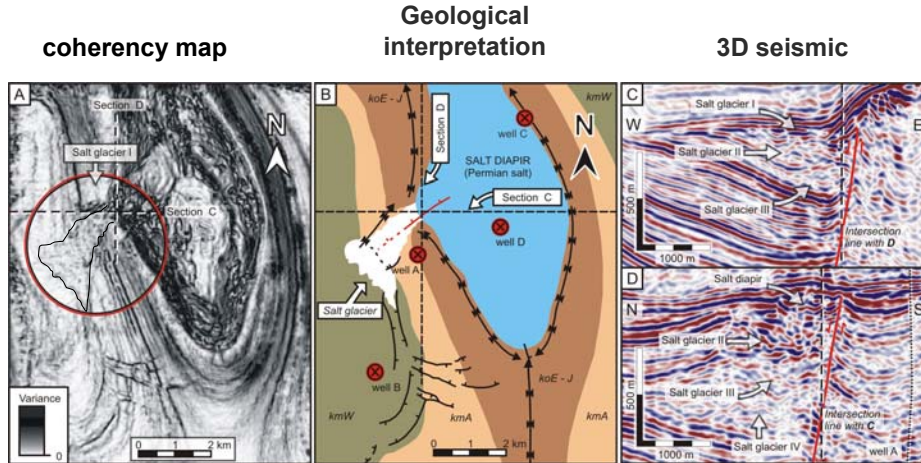 coherency map
Geological
interpretation
3D seismic
A
Section D
N
Salt glacier I
Section C
Variance
0
0 1 2 km
B
koE - J
kmW
Section D
well C
N
SALT DIAPIR
(Permian salt)
Section C
well D
well A
Salt glacier
well B
koE - J
kmW
kmA
kmA
0 1 2 km
C
Salt glacier I
W
E
Salt glacier II
Salt glacier III
500 m
1000 m
Intersection
line with D
D
Salt diapir
N
S
Salt glacier II
Salt glacier III
500 m
Intersection
line with C
Salt glacier IV
1000 m
well A